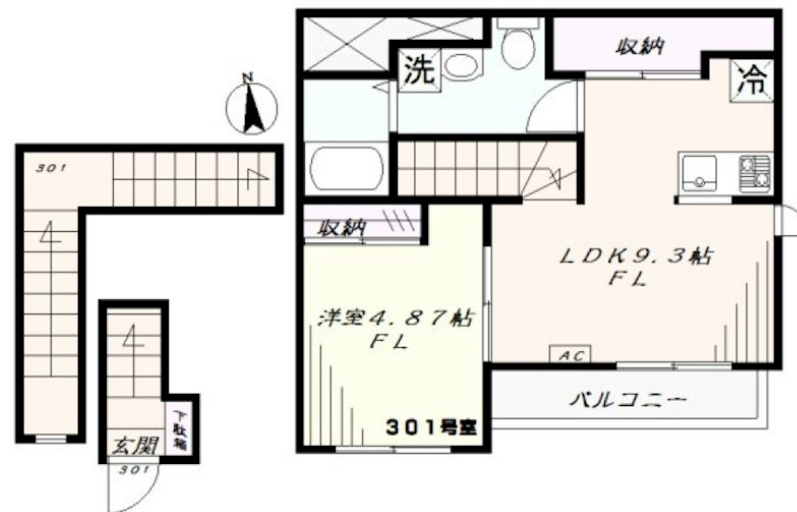 収納
洗
冷
N
301
収納
LDK9.3帖
FL
洋室4.87帖
FL
AC
バルコニー
301号室
下駄箱
玄関
301